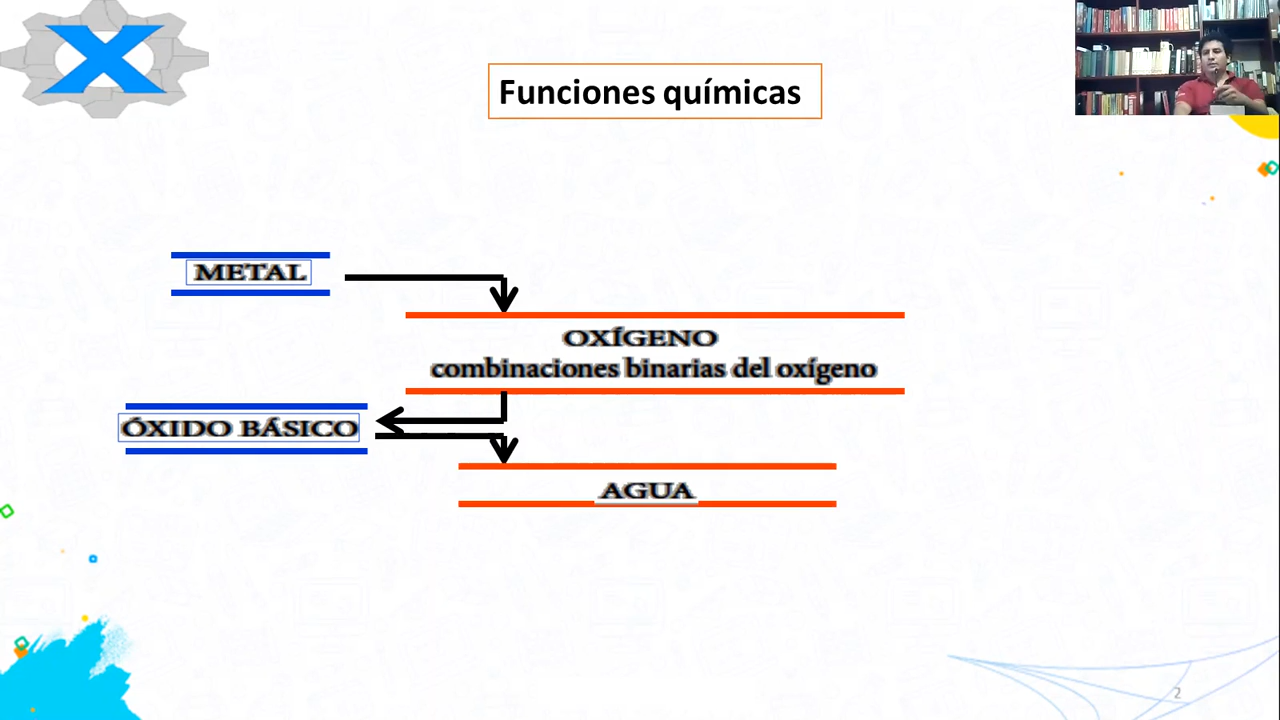 X
Funciones químicas
METAL
OXÍGENO
combinaciones binarias del oxígeno
ÓXIDO BÁSICO
AGUA
2